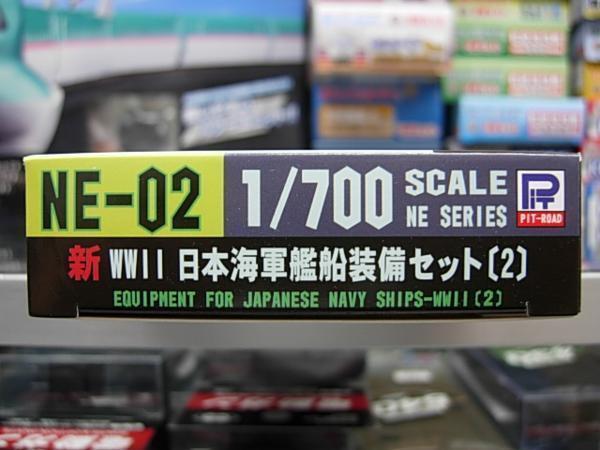 NE-02
1/700
SCALE
NE SERIES
PIT-ROAD
新 WWII 日本海軍艦船装備セット〔2〕
EQUIPMENT FOR JAPANESE NAVY SHIPS-WWII〔2〕